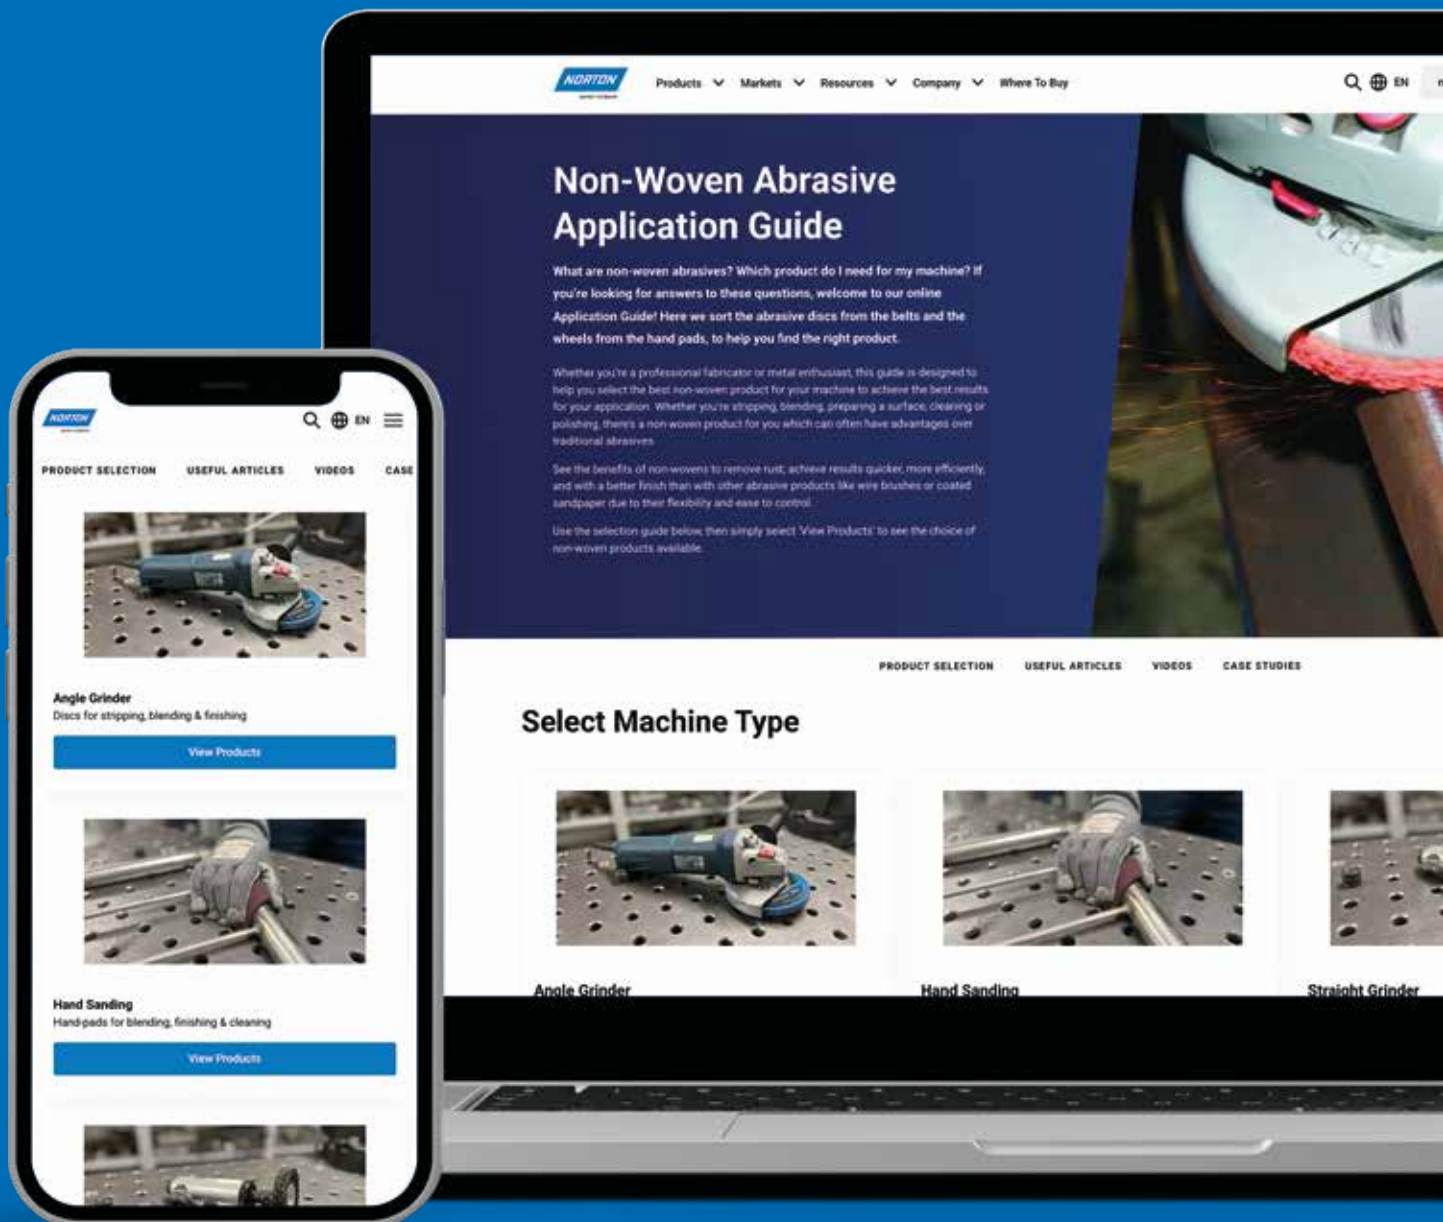 NORTON
Products
Markets
Resources
Company
Where To Buy
EN
Non-Woven Abrasive
Application Guide
What are non-woven abrasives? Which product do I need for my machine? If
you're looking for answers to these questions, welcome to our online
Application Guide! Here we sort the abrasive discs from the belts and the
wheels from the hand pads, to help you find the right product.
Whether you're a professional fabricator or metal enthusiast, this guide is designed to
help you select the best non-woven product for your machine to achieve the best results
for your application. Whether you're stripping, blending, preparing a surface, cleaning or
polishing, there's a non-woven product for you which can often have advantages over
traditional abrasives
See the benefits of non-wovens to remove rust, achieve results quicker, more efficiently,
and with a better finish than with other abrasive products like wire brushes or coated
sandpaper due to their flexibility and ease to control.
Use the selection guide below, then simply select 'View Products' to see the choice of
non-woven products available.
PRODUCT SELECTION
USEFUL ARTICLES
VIDEOS
CASE STUDIES
Select Machine Type
Angle Grinder
Hand Sanding
Straight Grinder
NORTON
EN
PRODUCT SELECTION
USEFUL ARTICLES
VIDEOS
CASE
Angle Grinder
Discs for stripping, blending & finishing
View Products
Hand Sanding
Hand-pads for blending, finishing & cleaning
View Products